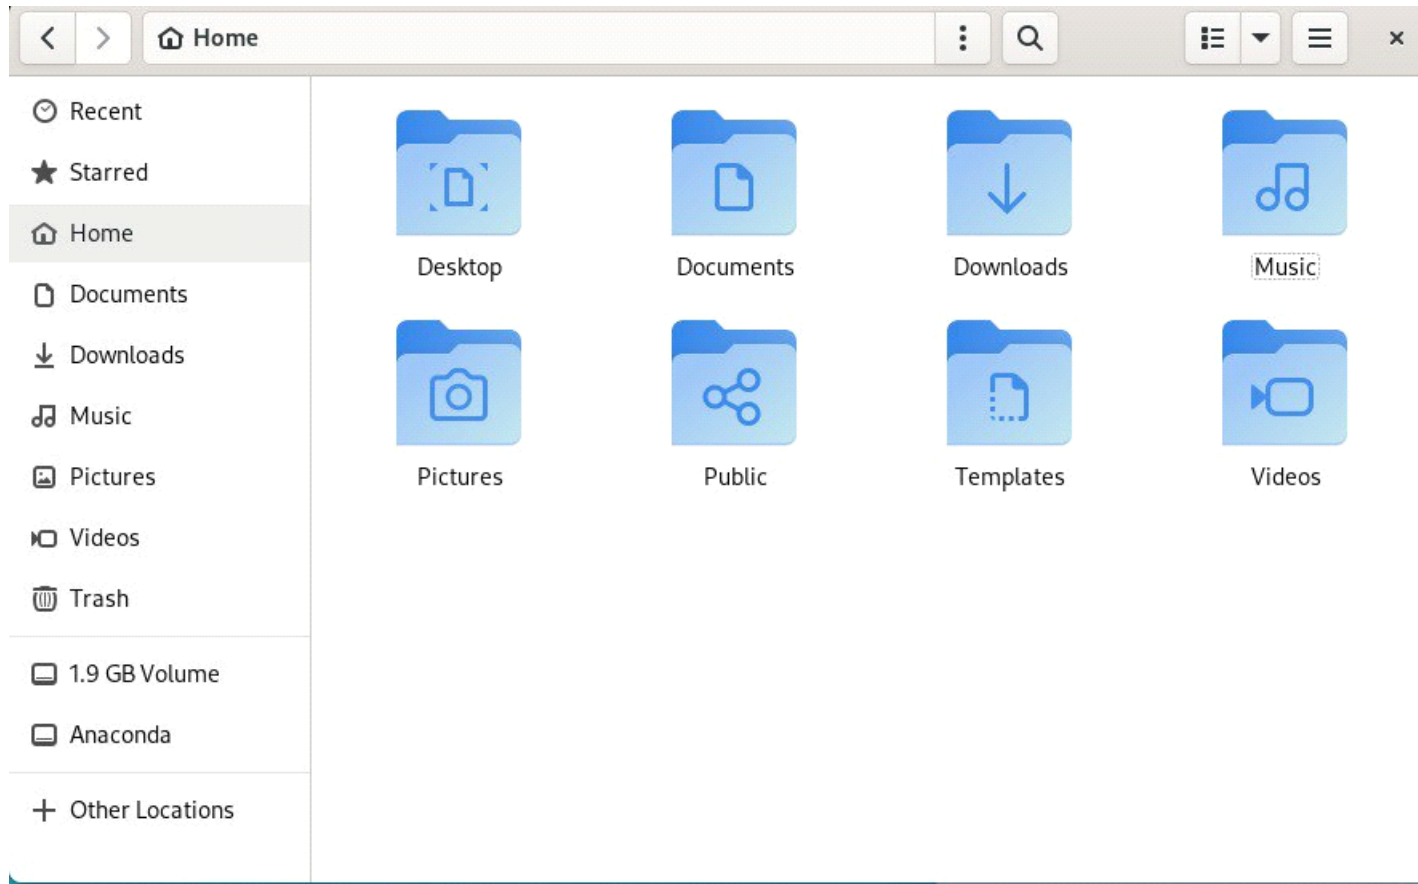 Home
Recent
Starred
Home
Documents
Downloads
Music
Pictures
Videos
Trash
1.9 GB Volume
Anaconda
Other Locations
Desktop Documents Downloads Music
Pictures Public Templates Videos